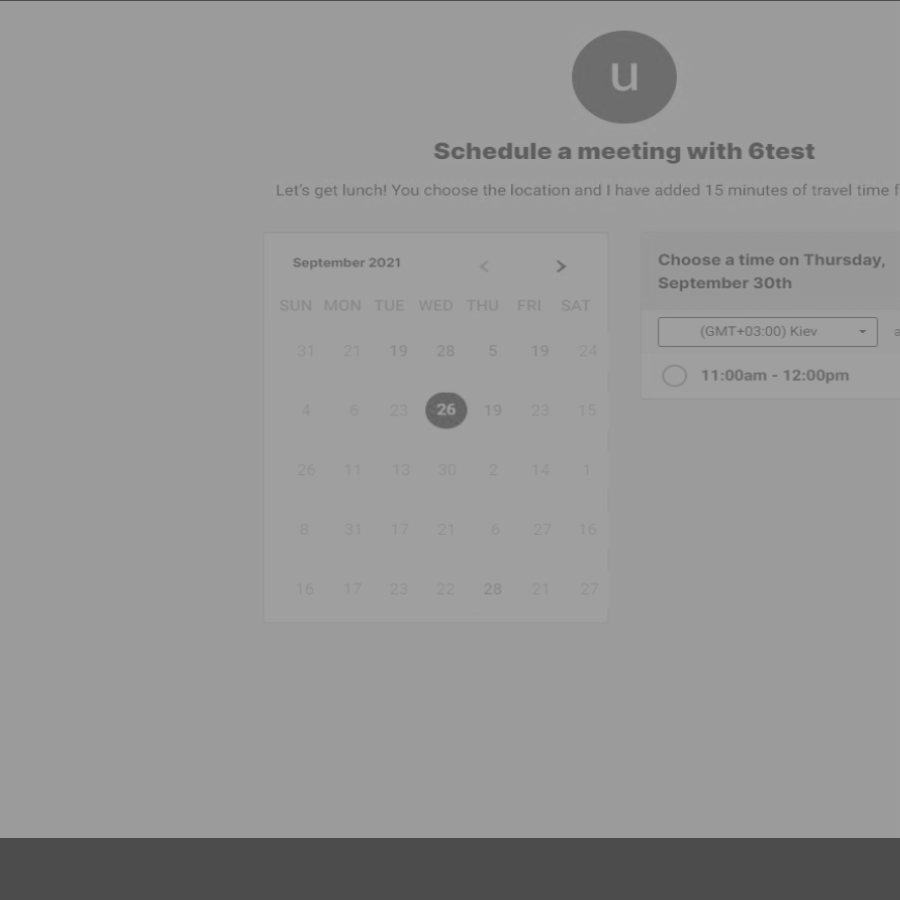 u
Schedule a meeting with 6test
Let's get lunch! You choose the location and I have added 15 minutes of travel time f
September 2021 < >
SUN MON TUE WED THU FRI SAT
31 21 19 28 5 19 24
4 6 23 26 19 23 15
26 11 13 30 2 14 1
8 31 17 21 6 27 16
16 17 23 22 28 21 27
Choose a time on Thursday,
September 30th
(GMT+03:00) Kiev a
11:00am - 12:00pm